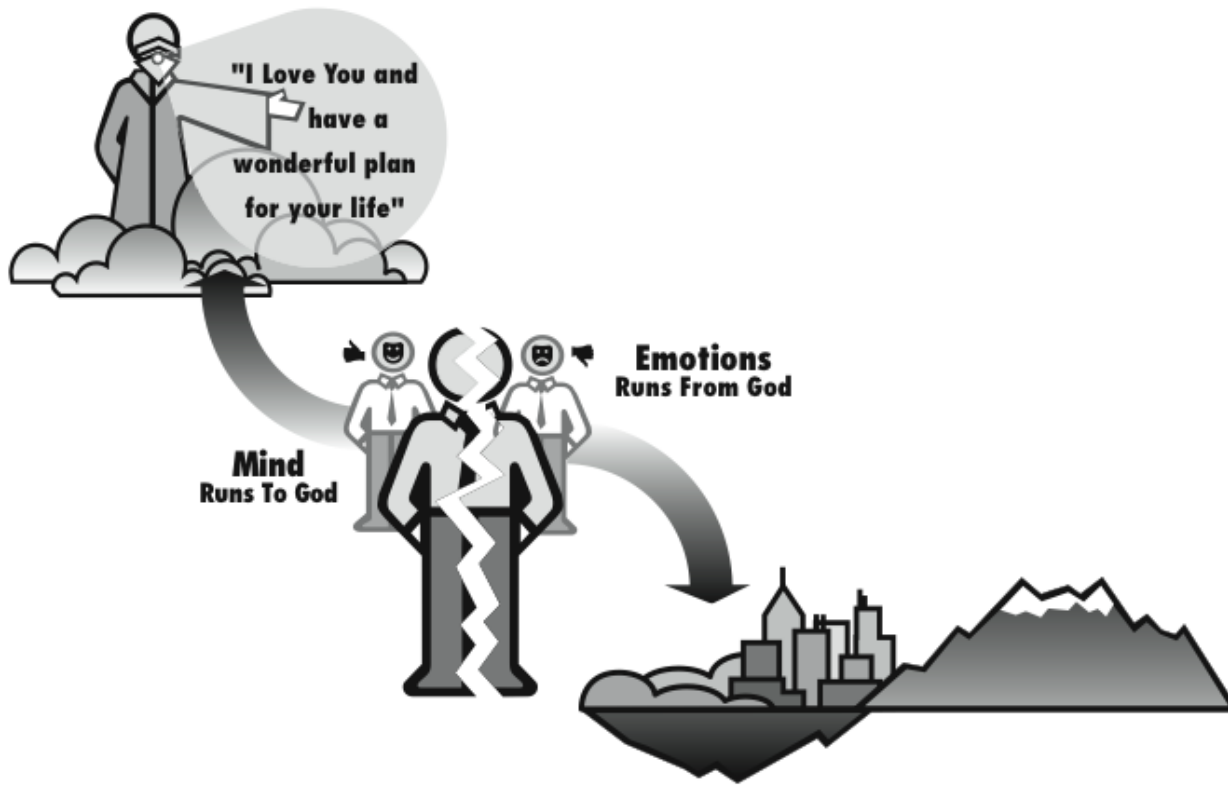 "I Love You and
have a
wonderful plan
for your life"
Emotions
Runs From God
Mind
Runs To God